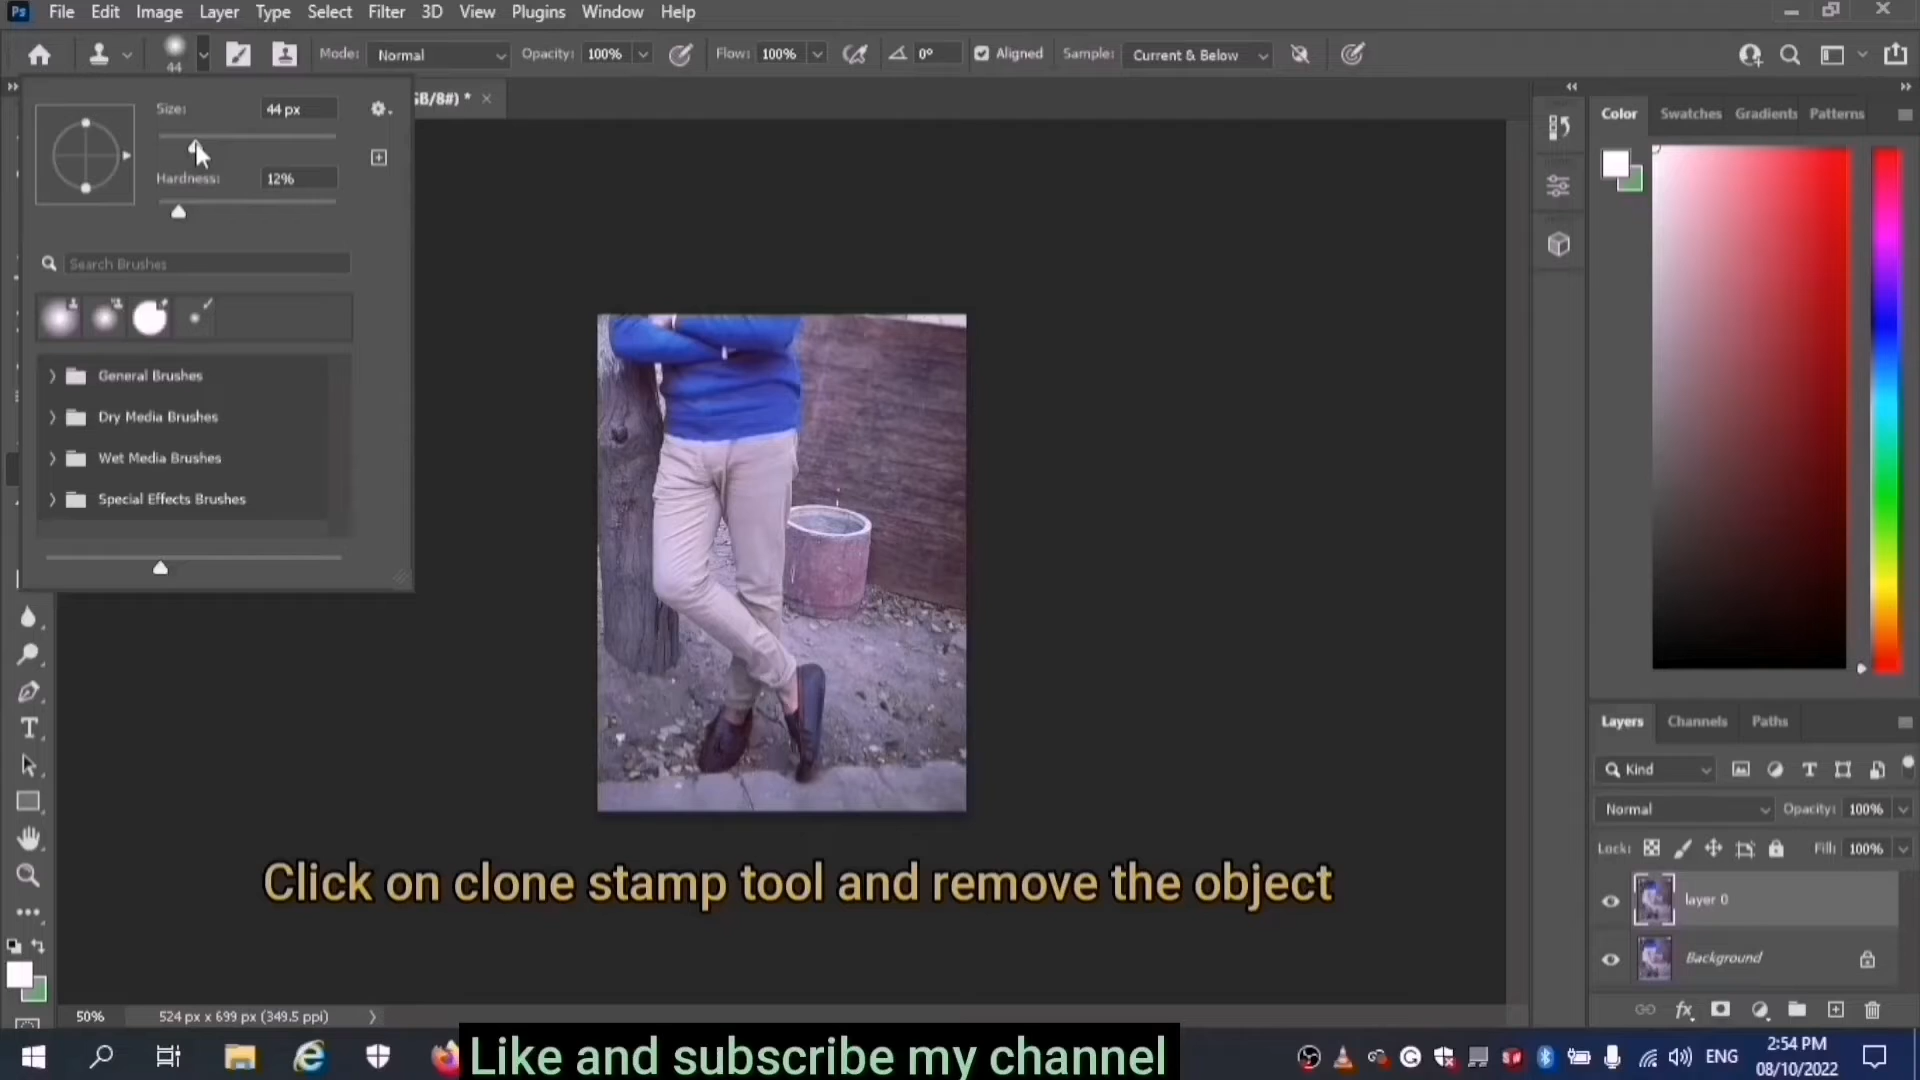 Ps File Edit Image Layer Type Select Filter 3D View Plugins Window Help
44 Mode: Normal Opacity: 100% Flow: 100% 0° Aligned Sample: Current & Below
GB/8#) *
Size: 44 px
Hardness: 12%
Search Brushes
General Brushes
Dry Media Brushes
Wet Media Brushes
Special Effects Brushes
Color Swatches Gradients Patterns
Layers Channels Paths
Kind
Normal Opacity: 100%
Lock: Fill: 100%
layer 0
Background
Click on clone stamp tool and remove the object
50% 524 px x 699 px (349.5 ppi)
Like and subscribe my channel
ENG
2:54 PM
08/10/2022